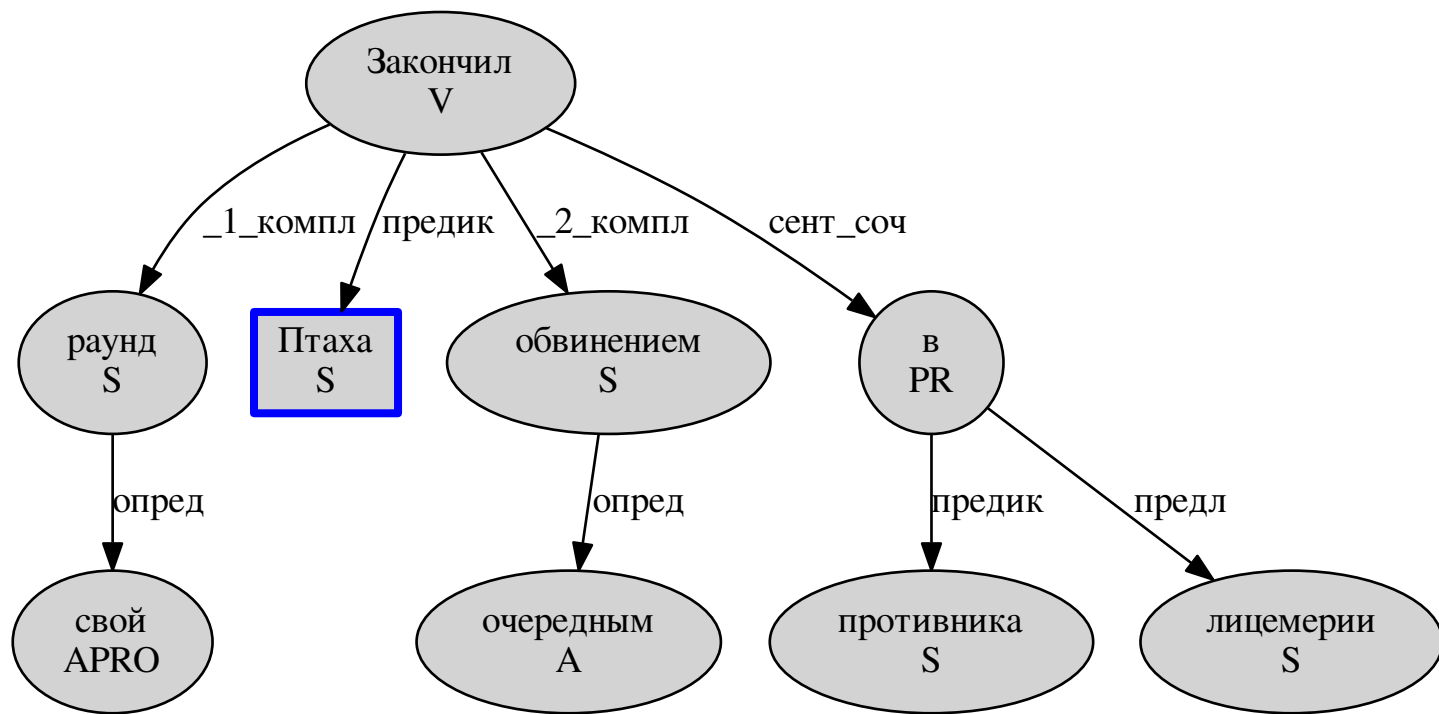 Закончил
V
_1_компл
предик
_2_компл
сент_соч
раунд
S
Птаха
S
обвинением
S
в
PR
опред
опред
предик
предл
свой
APRO
очередным
A
противника
S
лицемерии
S